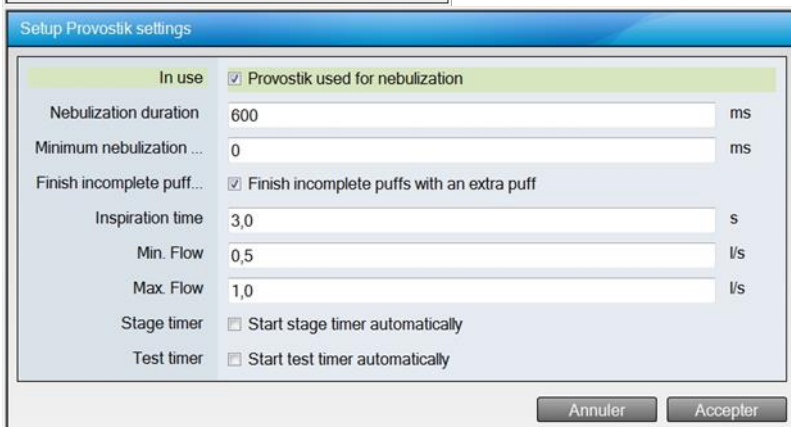 Setup Provostik settings
In use Provostik used for nebulization
Nebulization duration 600 ms
Minimum nebulization ... 0 ms
Finish incomplete puff... Finish incomplete puffs with an extra puff
Inspiration time 3,0 s
Min. Flow 0,5 l/s
Max. Flow 1,0 l/s
Stage timer Start stage timer automatically
Test timer Start test timer automatically
Annuler Accepter